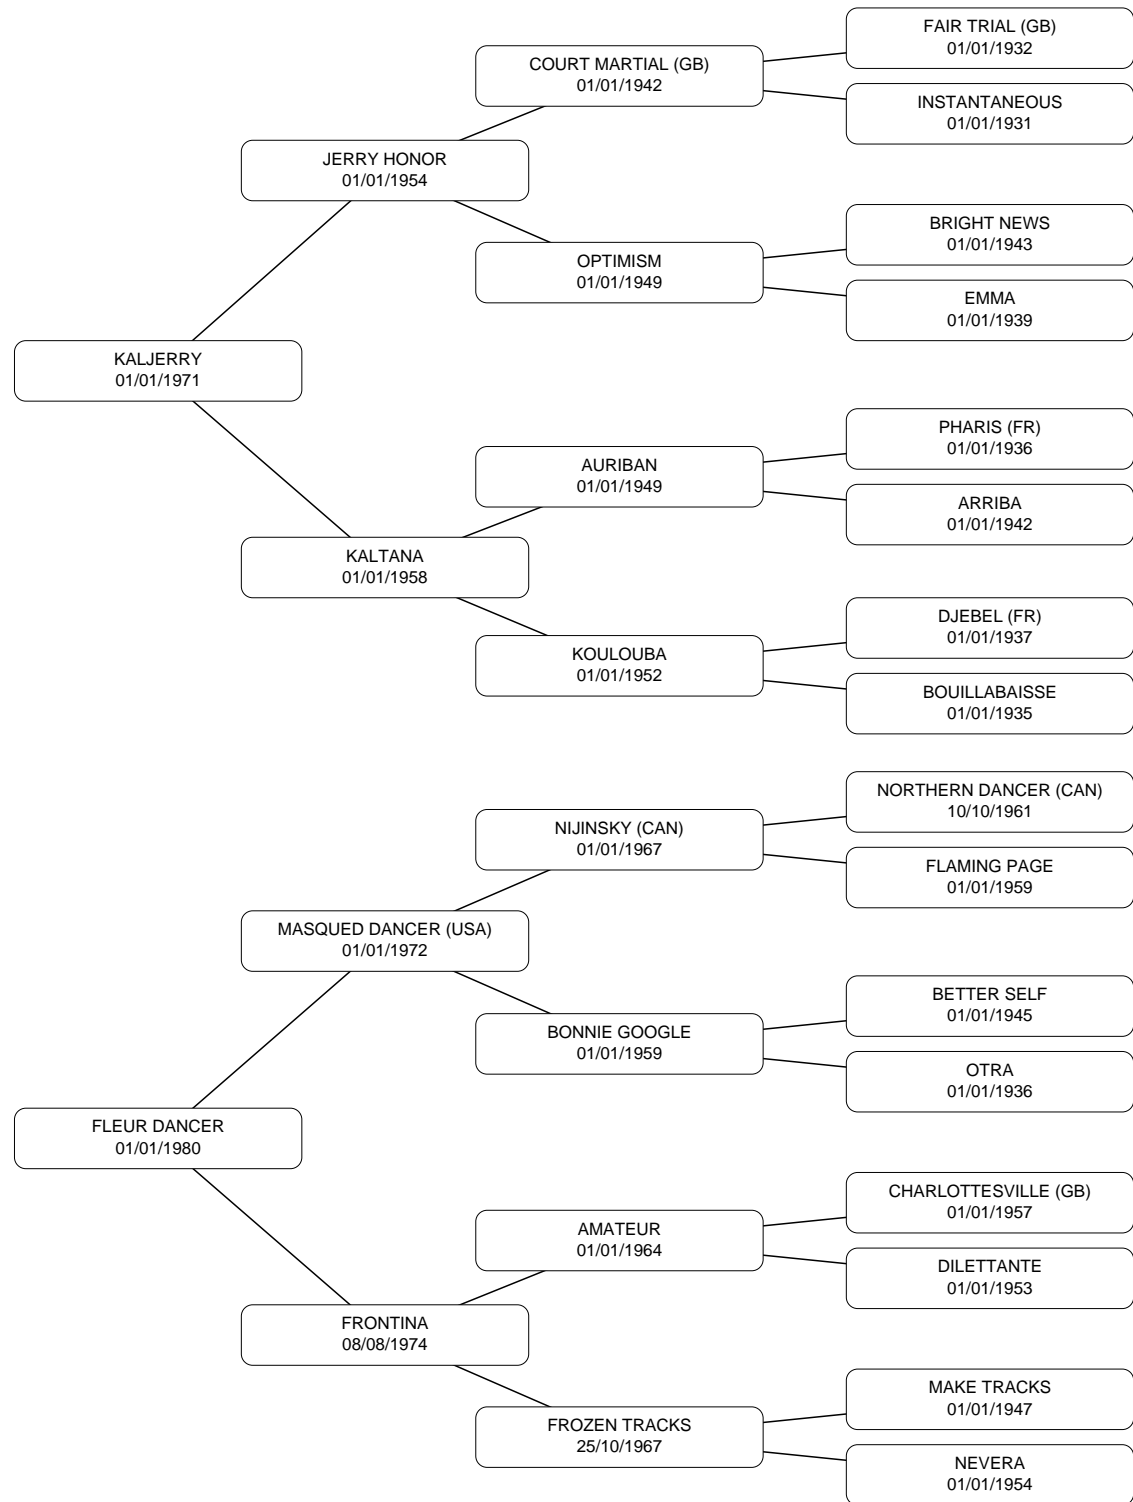 FAIR TRIAL (GB)
01/01/1932
COURT MARTIAL (GB)
01/01/1942
INSTANTANEOUS
01/01/1931
JERRY HONOR
01/01/1954
BRIGHT NEWS
01/01/1943
OPTIMISM
01/01/1949
EMMA
01/01/1939
KALJERRY
01/01/1971
PHARIS (FR)
01/01/1936
AURIBAN
01/01/1949
ARRIBA
01/01/1942
KALTANA
01/01/1958
DJEBEL (FR)
01/01/1937
KOULOUBA
01/01/1952
BOUILLABAISSE
01/01/1935
NORTHERN DANCER (CAN)
10/10/1961
NIJINSKY (CAN)
01/01/1967
FLAMING PAGE
01/01/1959
MASQUED DANCER (USA)
01/01/1972
BETTER SELF
01/01/1945
BONNIE GOOGLE
01/01/1959
OTRA
01/01/1936
FLEUR DANCER
01/01/1980
CHARLOTTESVILLE (GB)
01/01/1957
AMATEUR
01/01/1964
DILETTANTE
01/01/1953
FRONTINA
08/08/1974
MAKE TRACKS
01/01/1947
FROZEN TRACKS
25/10/1967
NEVERA
01/01/1954